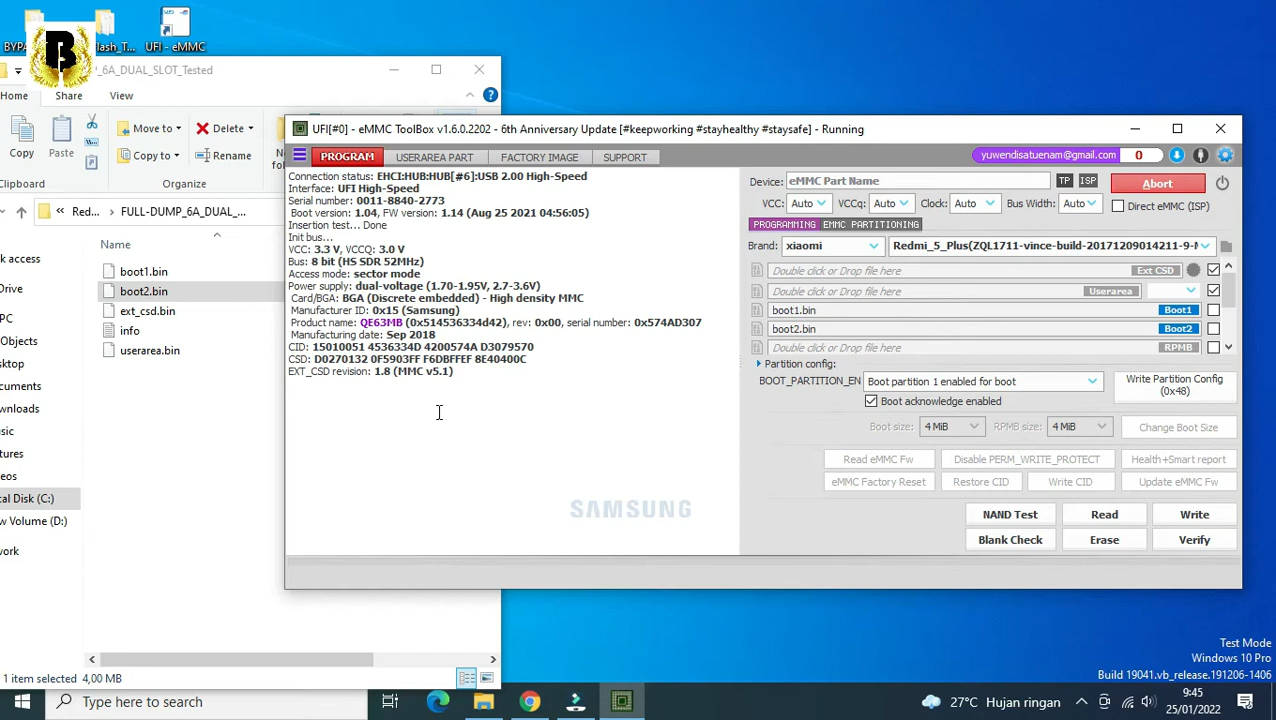 BYPA
Flash_T...
UFI - eMMC
B
P_6A_DUAL_SLOT_Tested
Home
Share
View
Copy
Paste
Move to
Delete
Copy to
Rename
Organize
Red...
FULL-DUMP_6A_DUAL_...
Name
boot1.bin
boot2.bin
ext_csd.bin
info
userarea.bin
ck access
Drive
PC
Objects
sktop
cuments
wnloads
usic
tures
eos
cal Disk (C:)
ew Volume (D:)
work
1 item selected 4,00 MB
UFI[#0] - eMMC ToolBox v1.6.0.2202 - 6th Anniversary Update [#keepworking #stayhealthy #staysafe] - Running
PROGRAM
USERAREA PART
FACTORY IMAGE
SUPPORT
yuwendisatuenam@gmail.com
0
Connection status: EHCI:HUB:HUB[#6]:USB 2.00 High-Speed
Interface: UFI High-Speed
Serial number: 0011-8840-2773
Boot version: 1.04, FW version: 1.14 (Aug 25 2021 04:56:05)
Insertion test... Done
Init bus...
VCC: 3.3 V, VCCQ: 3.0 V
Bus: 8 bit (HS SDR 52MHz)
Access mode: sector mode
Power supply: dual-voltage (1.70-1.95V, 2.7-3.6V)
Card/BGA: BGA (Discrete embedded) - High density MMC
Manufacturer ID: 0x15 (Samsung)
Product name: QE63MB (0x514536334d42), rev: 0x00, serial number: 0x574AD307
Manufacturing date: Sep 2018
CID: 15010051 4536334D 4200574A D3079570
CSD: D0270132 0F5903FF F6DBFFEF 8E40400C
EXT_CSD revision: 1.8 (MMC v5.1)
SAMSUNG
Device:
eMMC Part Name
TP
ISP
Abort
VCC: Auto
VCCq: Auto
Clock: Auto
Bus Width: Auto
Direct eMMC (ISP)
PROGRAMMING
EMMC PARTITIONING
Brand: xiaomi
Redmi_5_Plus(ZQL1711-vince-build-20171209014211-9-
Double click or Drop file here
Ext CSD
Double click or Drop file here
Userarea
boot1.bin
Boot1
boot2.bin
Boot2
Double click or Drop file here
RPMB
Partition config:
BOOT_PARTITION_EN
Boot partition 1 enabled for boot
Boot acknowledge enabled
Write Partition Config (0x48)
Boot size: 4 MiB
RPMB size: 4 MiB
Change Boot Size
Read eMMC Fw
Disable PERM_WRITE_PROTECT
Health+Smart report
eMMC Factory Reset
Restore CID
Write CID
Update eMMC Fw
NAND Test
Read
Write
Blank Check
Erase
Verify
Test Mode
Windows 10 Pro
Build 19041.vb_release.191206-1406
Type here to search
27°C Hujan ringan
9:45
25/01/2022